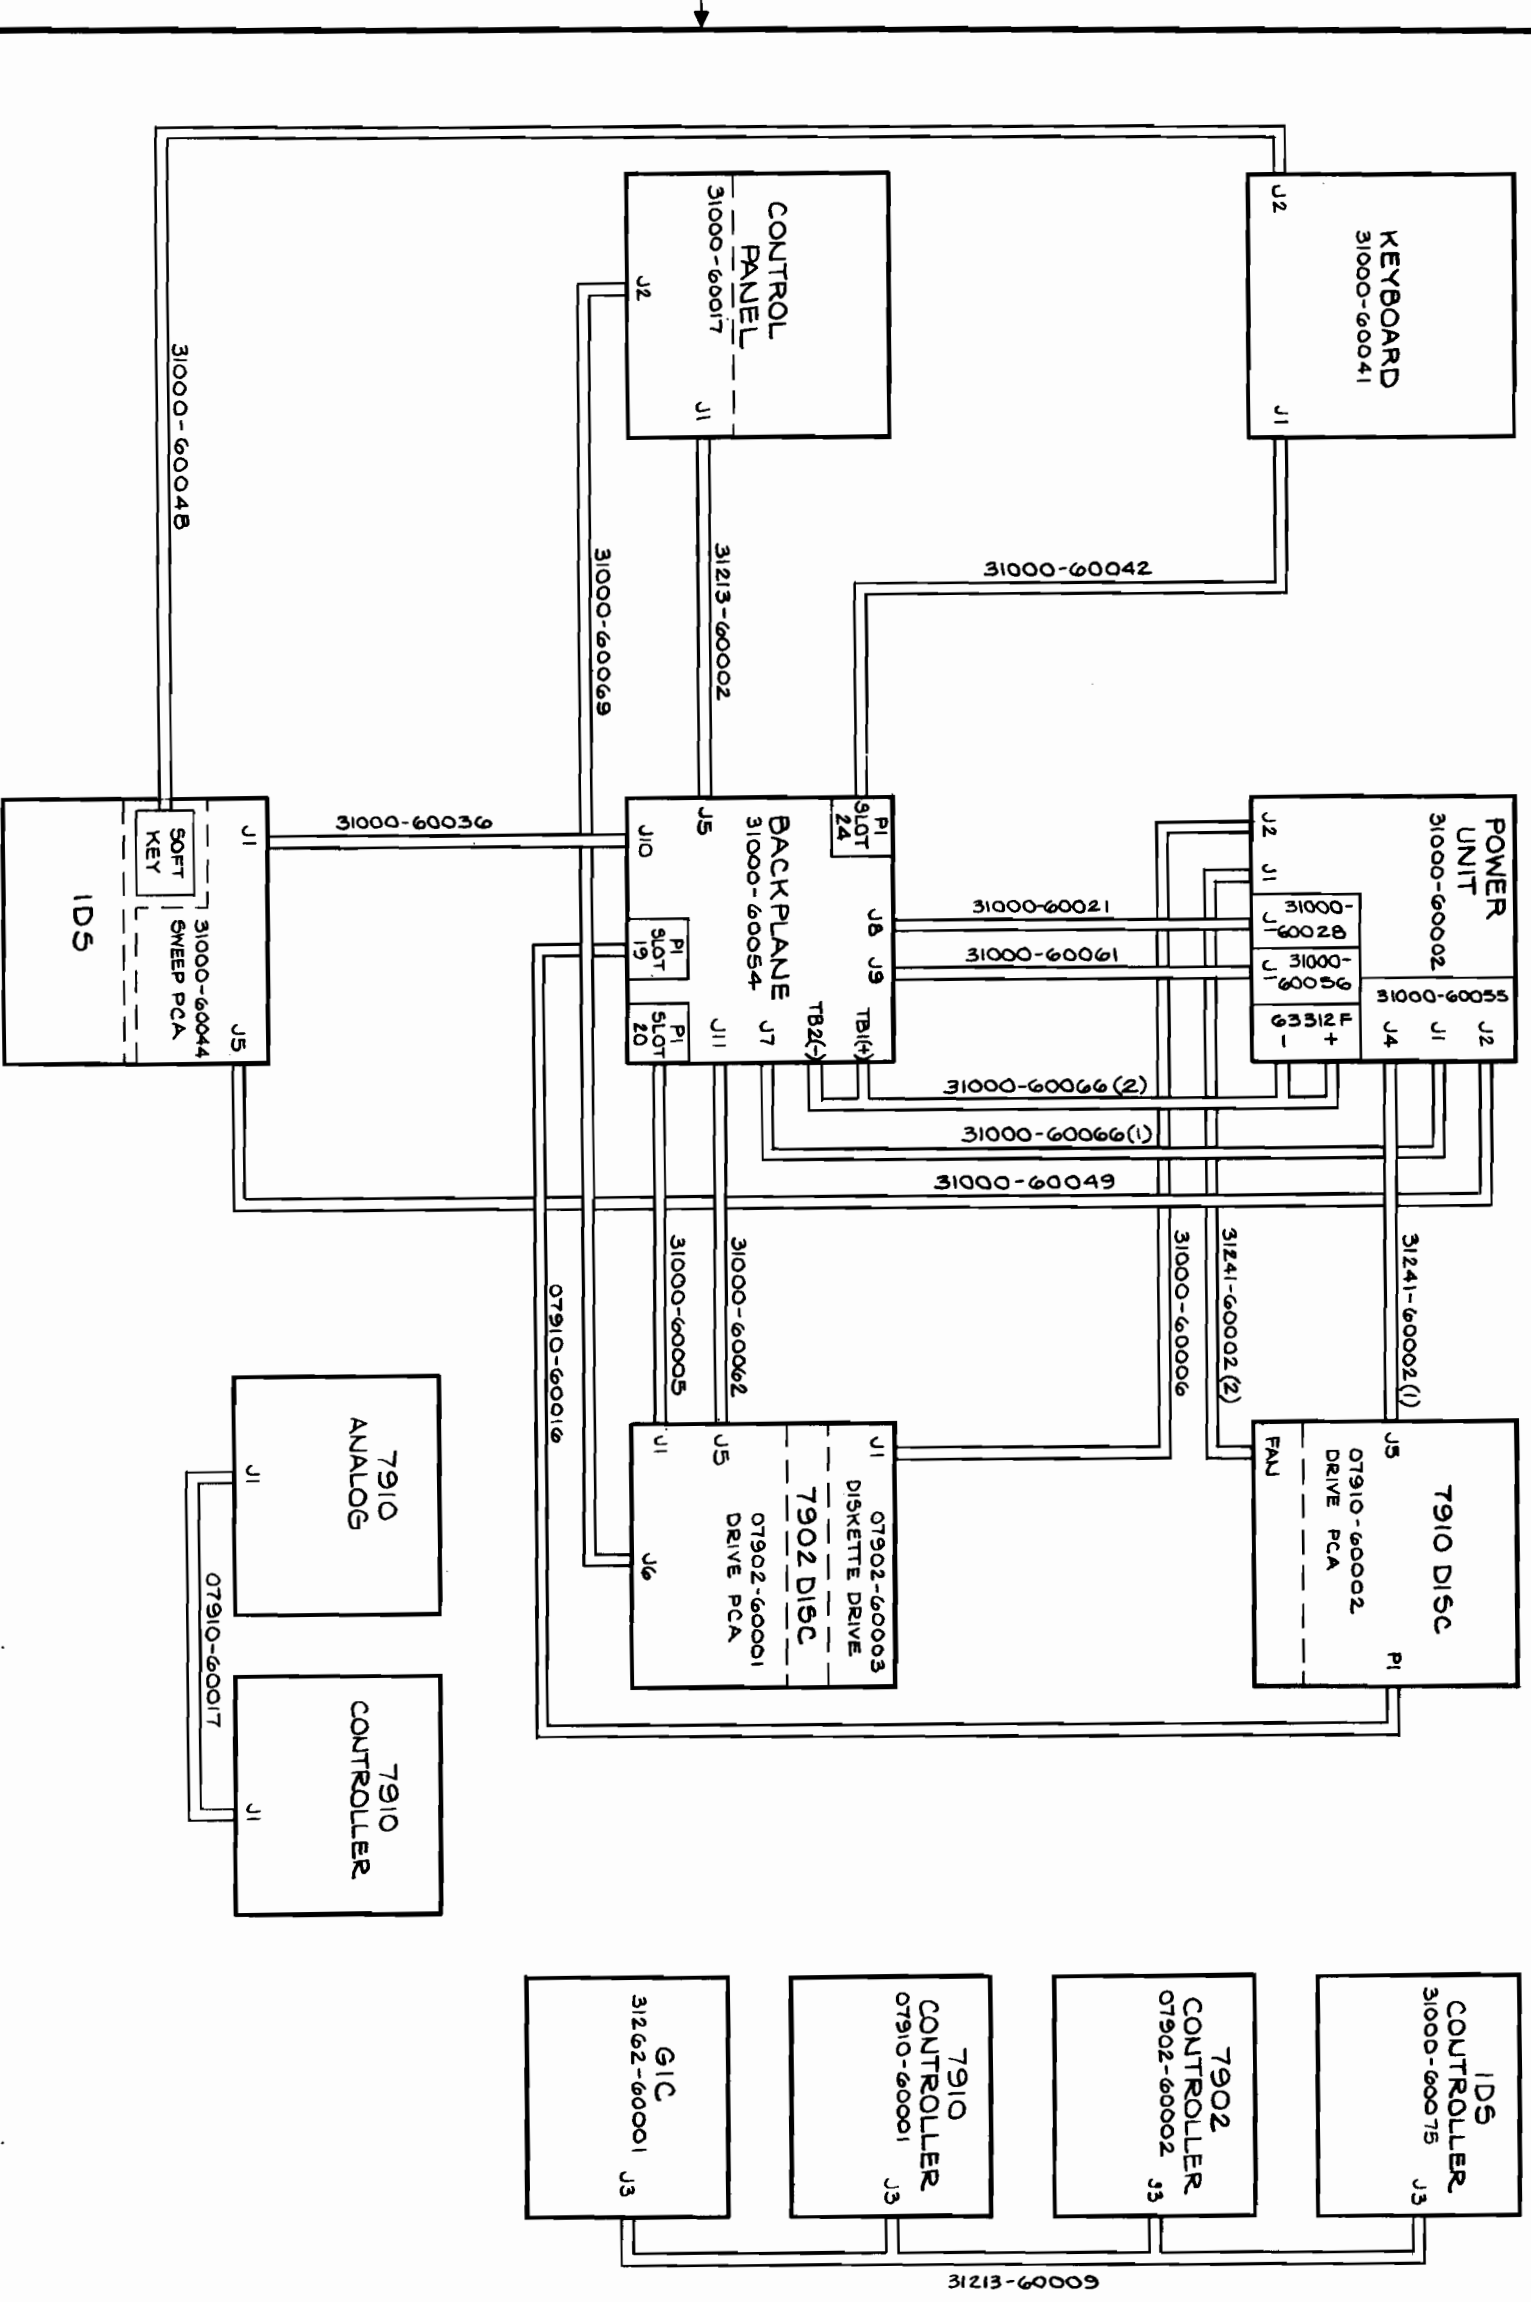 J2
KEYBOARD
31000-60041
J1
CONTROL
PANEL
31000-60017
J2
J1
31000-60048
31000-60069
31213-60002
31000-60042
POWER
UNIT
31000-60002
J2
J1
31000-
60028
J
31000-
60056
J1
31000-60055
63312F
- +
J4
J1
J2
P1
SLOT
24
J5
BACKPLANE
31000-60054
J10
J8
J9
P1
SLOT
19
P1
SLOT
20
J11
J7
TB2(-)
TB1(+)
31000-60036
J1
SOFT
KEY
31000-60044
SWEEP PCA
IDS
J5
31000-60021
31000-60061
31000-60066(2)
31000-60066(1)
31000-60049
31241-60002(1)
31241-60002(2)
31000-60006
31000-60062
31000-60005
07910-60016
J5
7910 DISC
07910-60002
DRIVE PCA
FAN
P1
J1
07902-60003
DISKETTE DRIVE
7902 DISC
07902-60001
DRIVE PCA
J5
J1
J6
7910
ANALOG
J1
07910-60017
7910
CONTROLLER
J1
IDS
CONTROLLER
31000-60075
J3
7902
CONTROLLER
07902-60002
J3
7910
CONTROLLER
07910-60001
J3
GIC
31262-60001
J3
31213-60009